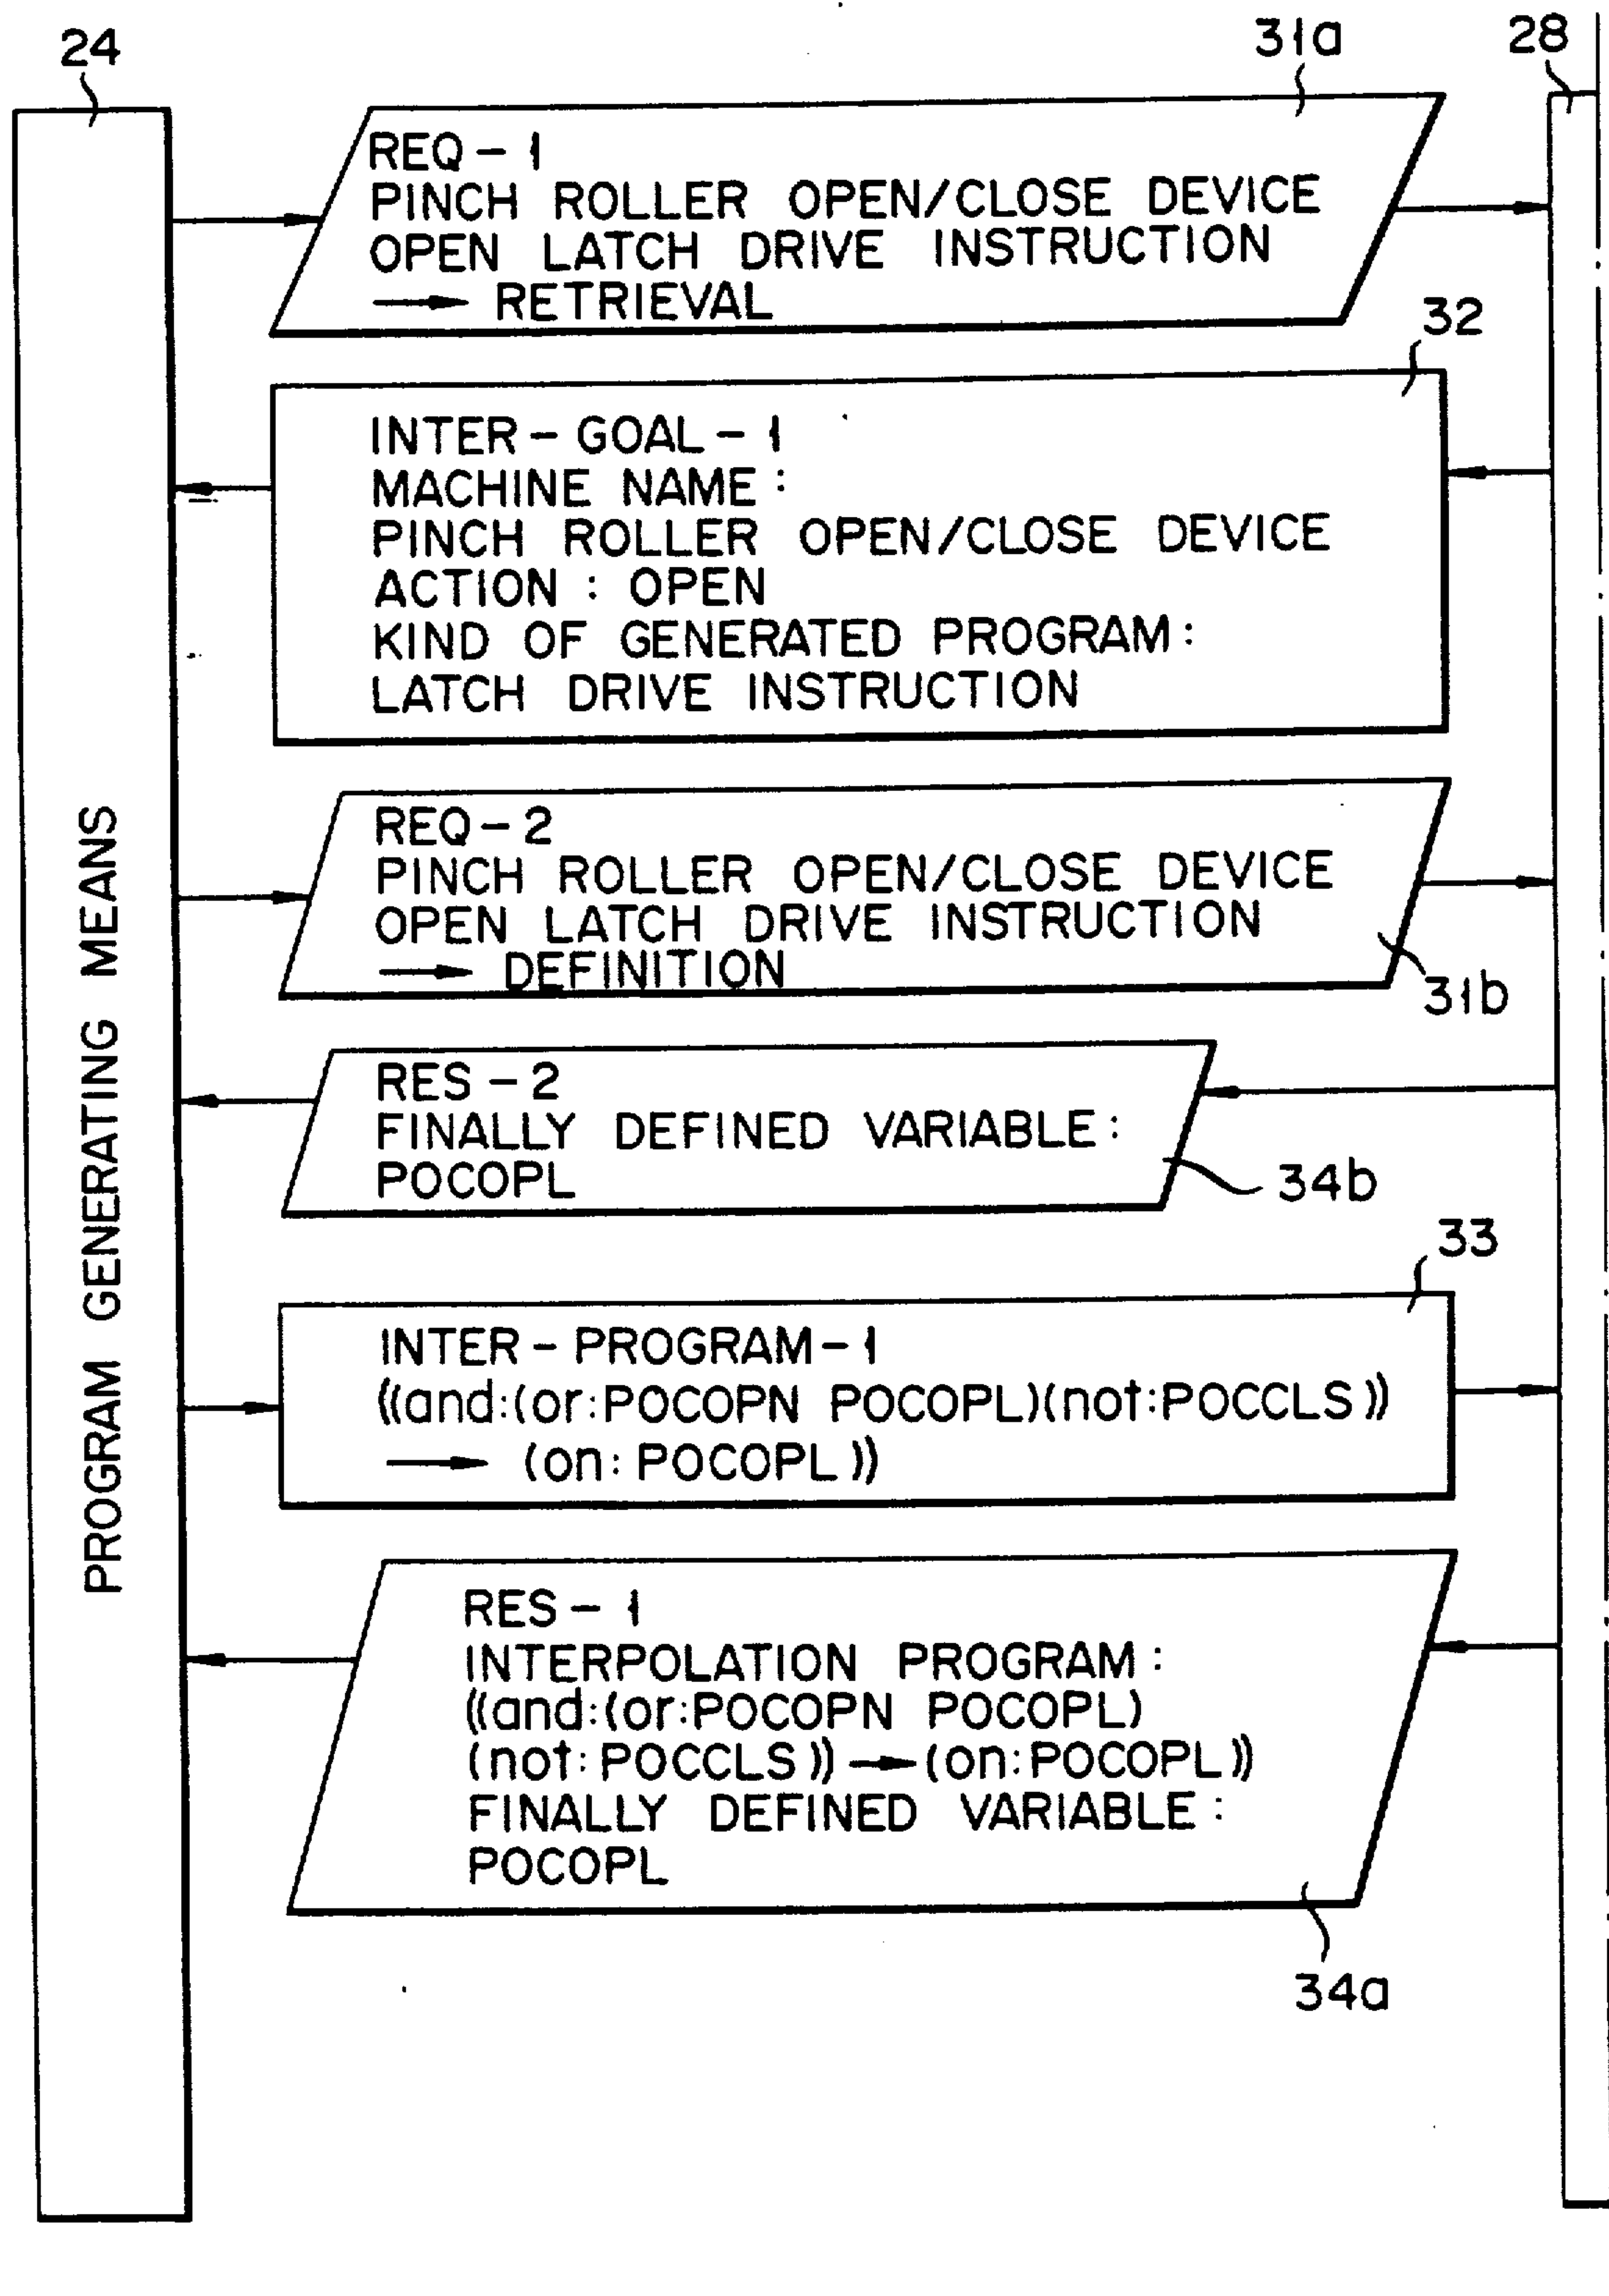 24
31a
28
REQ-1
PINCH ROLLER OPEN/CLOSE DEVICE
OPEN LATCH DRIVE INSTRUCTION
→ RETRIEVAL
32
INTER-GOAL-1
MACHINE NAME:
PINCH ROLLER OPEN/CLOSE DEVICE
ACTION: OPEN
KIND OF GENERATED PROGRAM:
LATCH DRIVE INSTRUCTION
PROGRAM GENERATING MEANS
REQ-2
PINCH ROLLER OPEN/CLOSE DEVICE
OPEN LATCH DRIVE INSTRUCTION
→ DEFINITION
31b
RES-2
FINALLY DEFINED VARIABLE:
POCOPL
34b
33
INTER-PROGRAM-1
((and:(or:POCOPN POCOPL)(not:POCCLS))
→ (on:POCOPL))
RES-1
INTERPOLATION PROGRAM:
((and:(or:POCOPN POCOPL)
(not:POCCLS))→(on:POCOPL))
FINALLY DEFINED VARIABLE:
POCOPL
34a